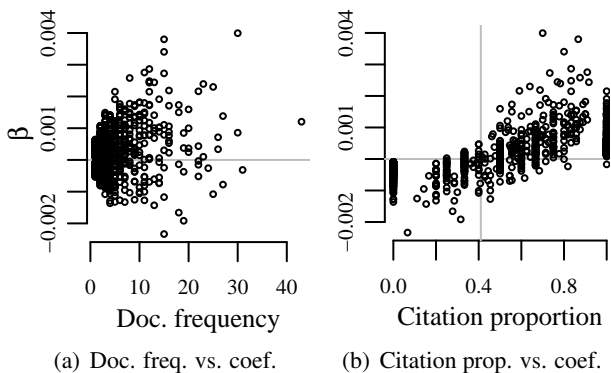 0.004
0.001
−0.002
β
0 10 20 30 40
Doc. frequency
(a) Doc. freq. vs. coef.
0.004
0.001
−0.002
0.0 0.4 0.8
Citation proportion
(b) Citation prop. vs. coef.